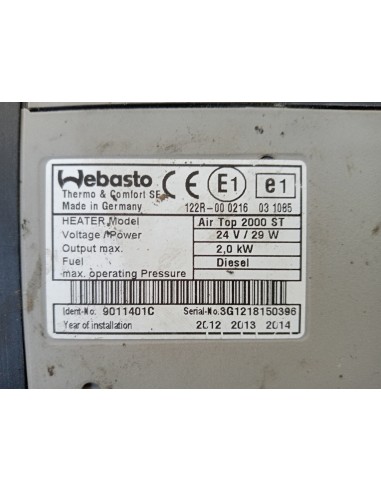 Webasto CE E1 e1
Thermo & Comfort SE
Made in Germany 122R-00 0216 03 1085
HEATER Model Air Top 2000 ST
Voltage / Power 24 V / 29 W
Output max. 2,0 kW
Fuel Diesel
max. operating Pressure
Ident-No: 9011401C Serial-No.3G1218150396
Year of installation 2012 2013 2014